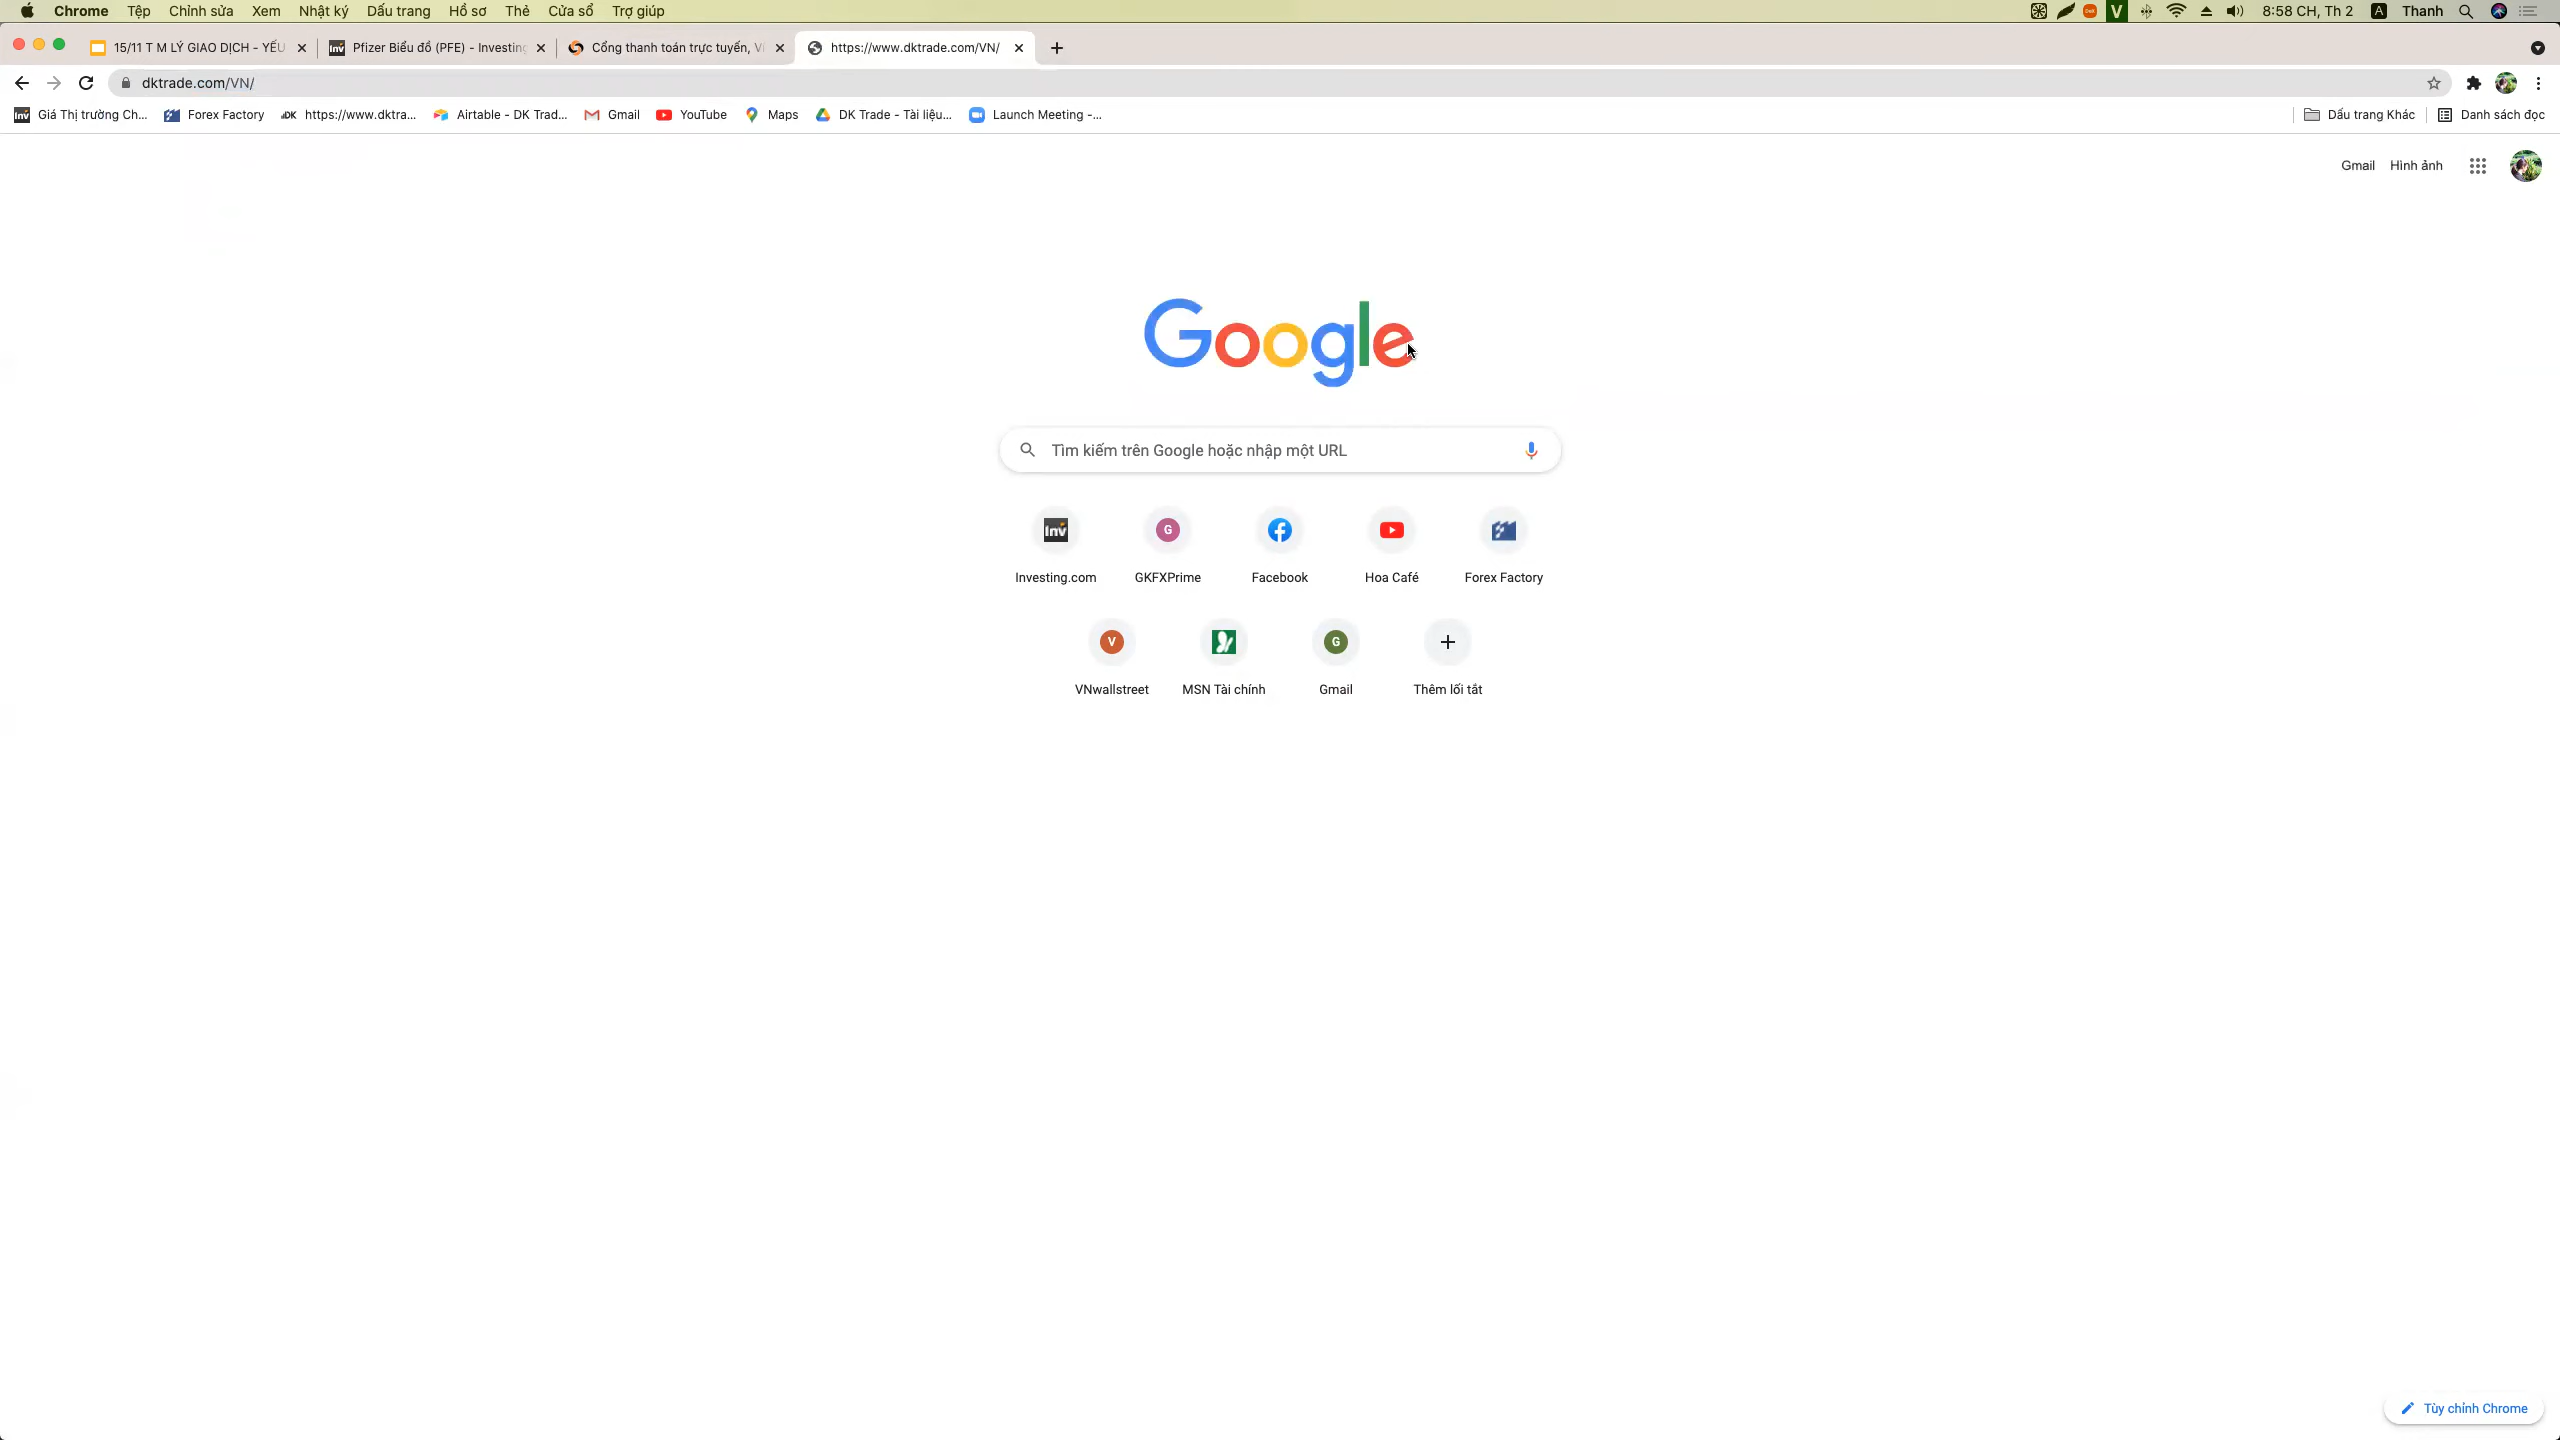 Chrome Tệp Chỉnh sửa Xem Nhật ký Dấu trang Hồ sơ Thẻ Cửa sổ Trợ giúp V 8:58 CH, Th 2 A Thanh
15/11 T M LÝ GIAO DỊCH - YẾU Inv Pfizer Biểu đồ (PFE) - Investing Cổng thanh toán trực tuyến, Vi https://www.dktrade.com/VN/
dktrade.com/VN/
Inv Giá Thị trường Ch... Forex Factory DK https://www.dktra... Airtable - DK Trad... Gmail YouTube Maps DK Trade - Tài liệu... Launch Meeting -... Dấu trang Khác Danh sách đọc
Gmail Hình ảnh
Google
Tìm kiếm trên Google hoặc nhập một URL
Inv G
Investing.com GKFXPrime Facebook Hoa Café Forex Factory
V G
VNwallstreet MSN Tài chính Gmail Thêm lối tắt
Tùy chỉnh Chrome